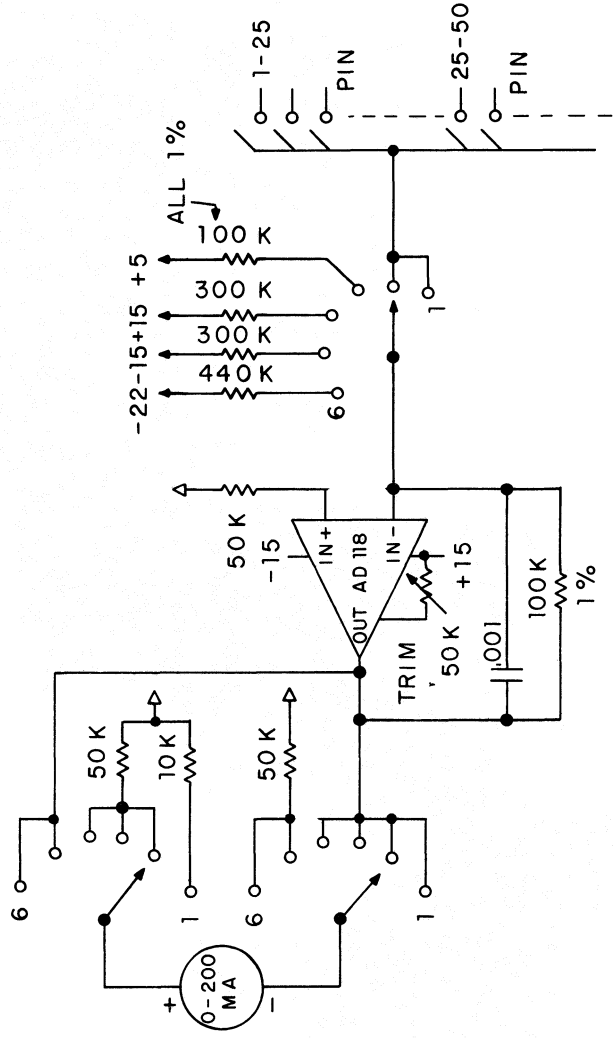 1-25
PIN
25-50
PIN
ALL 1%
100 K
300 K
300 K
440 K
-22-15+15 +5
6
1
50 K
-15
IN+
OUT AD 118
IN-
+15
TRIM
50 K
.001
100K
1%
50 K
10 K
50 K
6
1
6
1
+
0-200
MA
-